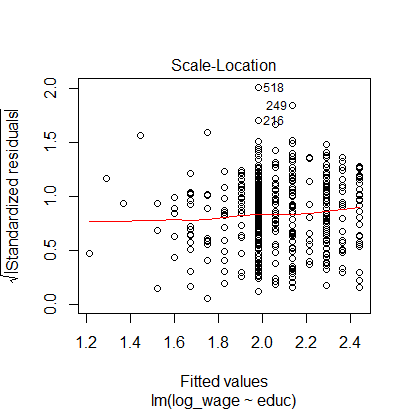 Scale-Location
√|Standardized residuals|
2.0
1.5
1.0
0.5
0.0
518
249
216
1.2 1.4 1.6 1.8 2.0 2.2 2.4
Fitted values
lm(log_wage ~ educ)